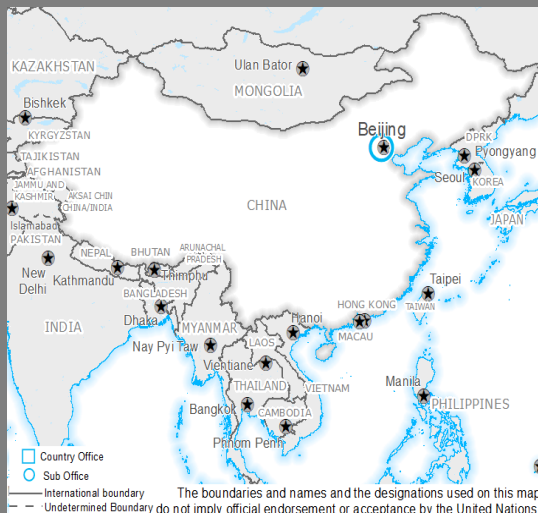 KAZAKHSTAN
Ulan Bator
MONGOLIA
Bishkek
Beijing
KYRGYZSTAN
DPRK
Pyongyang
TAJIKISTAN
AFGHANISTAN
Seoul
KOREA
JAMMU AND
KASHMIR
AKSAI CHIN
CHINA/INDIA
CHINA
JAPAN
Islamabad
PAKISTAN
NEPAL
BHUTAN
ARUNACHAL
PRADESH
New
Delhi
Kathmandu
Thimphu
Taipei
BANGLADESH
HONG KONG
TAIWAN
Dhaka
INDIA
MYANMAR
Hanoi
MACAU
Nay Pyi Taw
LAOS
Vientiane
THAILAND
VIETNAM
Manila
Bangkok
CAMBODIA
PHILIPPINES
Phnom Penh
Country Office
Sub Office
International boundary
Undetermined Boundary
The boundaries and names and the designations used on this map
do not imply official endorsement or acceptance by the United Nations